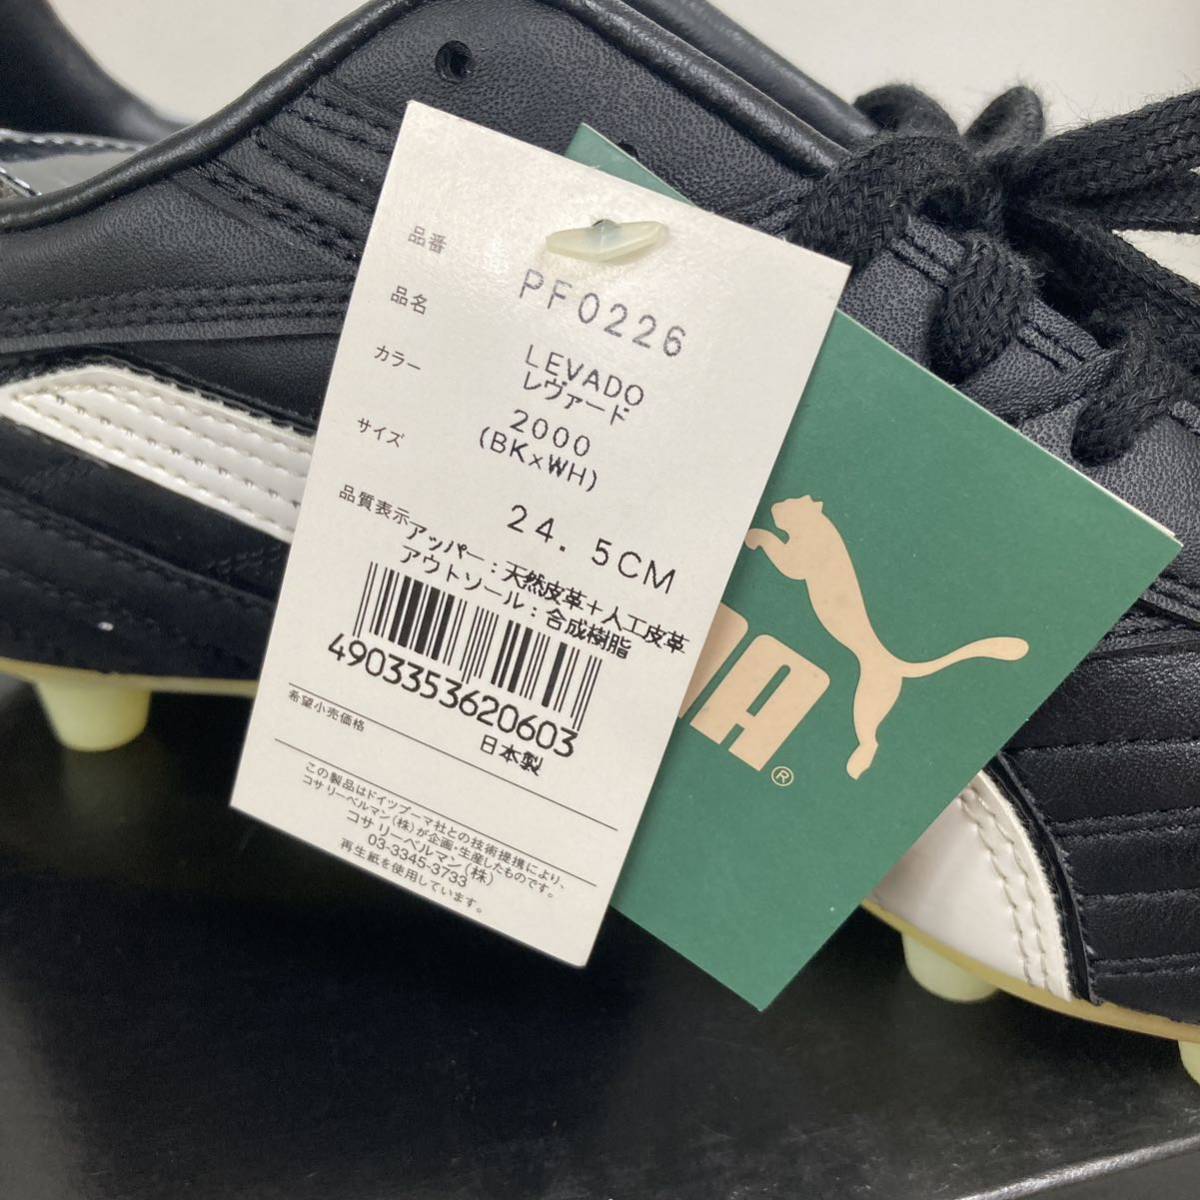 品番 PF0226
品名 LEVADO
レヴァード
カラー 2000
(BK×WH)
サイズ 24.5CM
品質表示 アッパー:天然皮革+人工皮革
アウトソール:合成樹脂
4903353620603
日本製
希望小売価格
この製品はドイツプーマ社との技術提携により、
コサ リーベルマン(株)が企画・生産したものです。
コサ リーベルマン(株)
03-3345-3733
再生紙を使用しています。
MA®